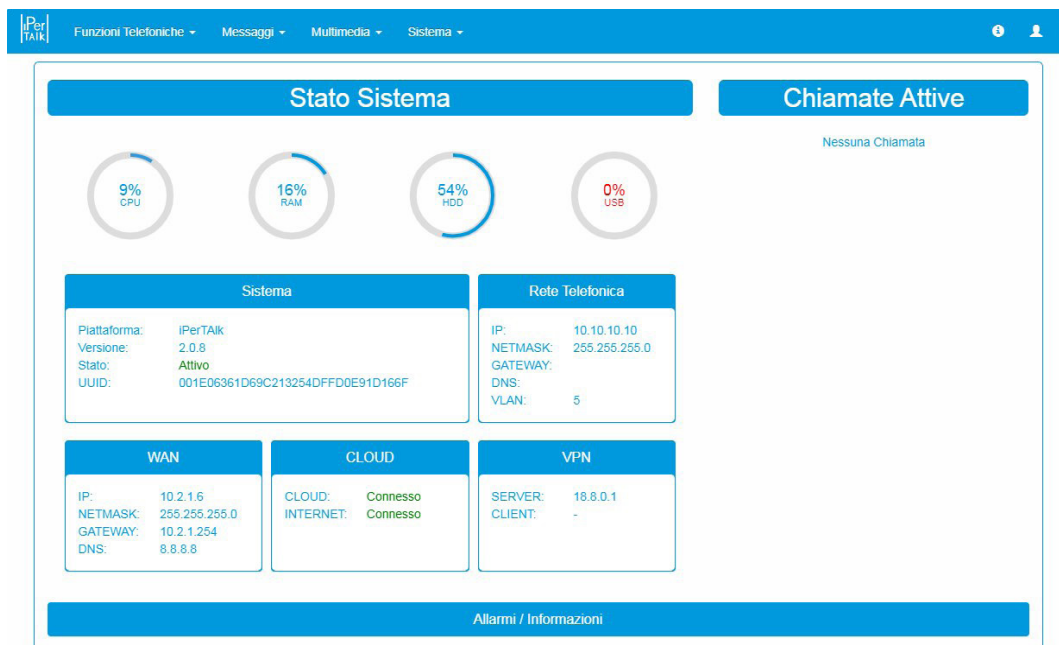 iPer
TAlk
Funzioni Telefoniche
Messaggi
Multimedia
Sistema
Stato Sistema
9%
CPU
16%
RAM
54%
HDD
0%
USB
Sistema
Piattaforma: iPerTAlk
Versione: 2.0.8
Stato: Attivo
UUID: 001E06361D69C213254DFFD0E91D166F
Rete Telefonica
IP: 10.10.10.10
NETMASK: 255.255.255.0
GATEWAY:
DNS:
VLAN: 5
WAN
IP: 10.2.1.6
NETMASK: 255.255.255.0
GATEWAY: 10.2.1.254
DNS: 8.8.8.8
CLOUD
CLOUD: Connesso
INTERNET: Connesso
VPN
SERVER: 18.8.0.1
CLIENT: -
Chiamate Attive
Nessuna Chiamata
Allarmi / Informazioni